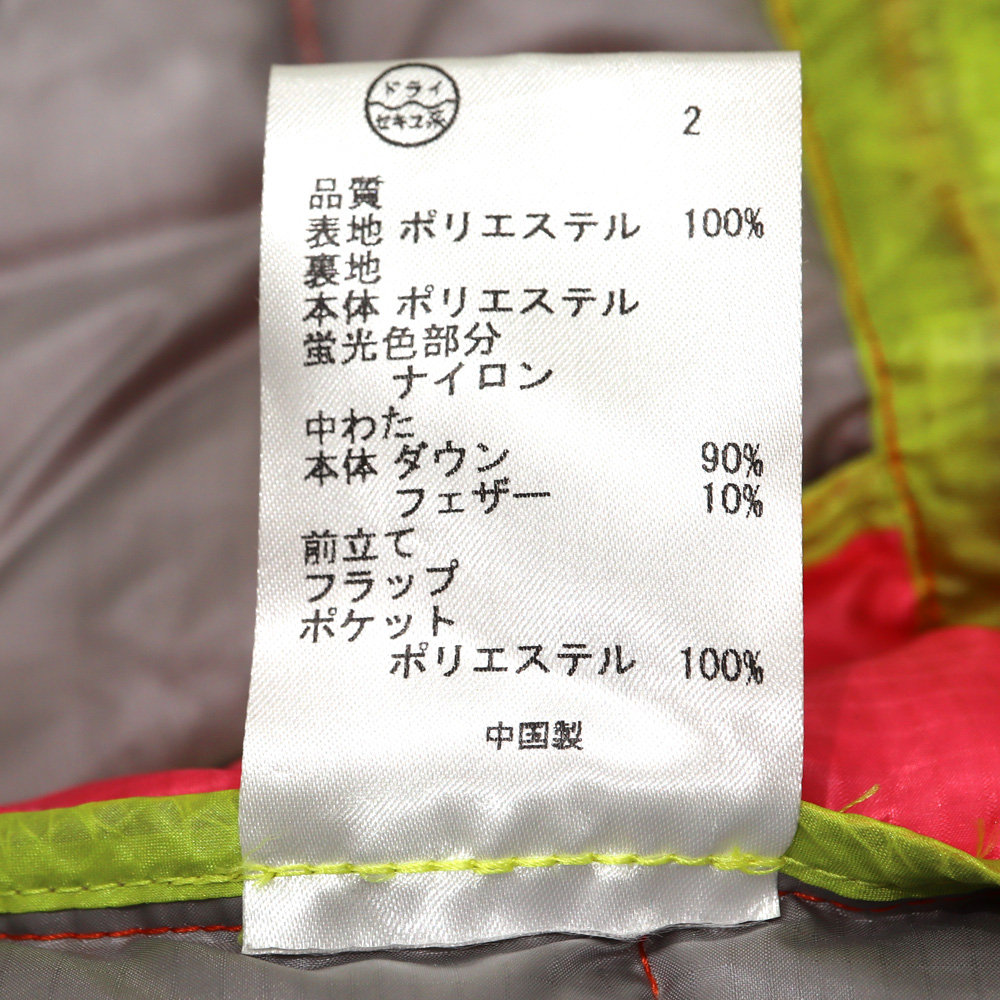 ドライ
セキユ系
2
品質
表地 ポリエステル 100%
裏地
本体 ポリエステル
蛍光色部分
ナイロン
中わた
本体 ダウン 90%
フェザー 10%
前立て
フラップ
ポケット
ポリエステル 100%
中国製